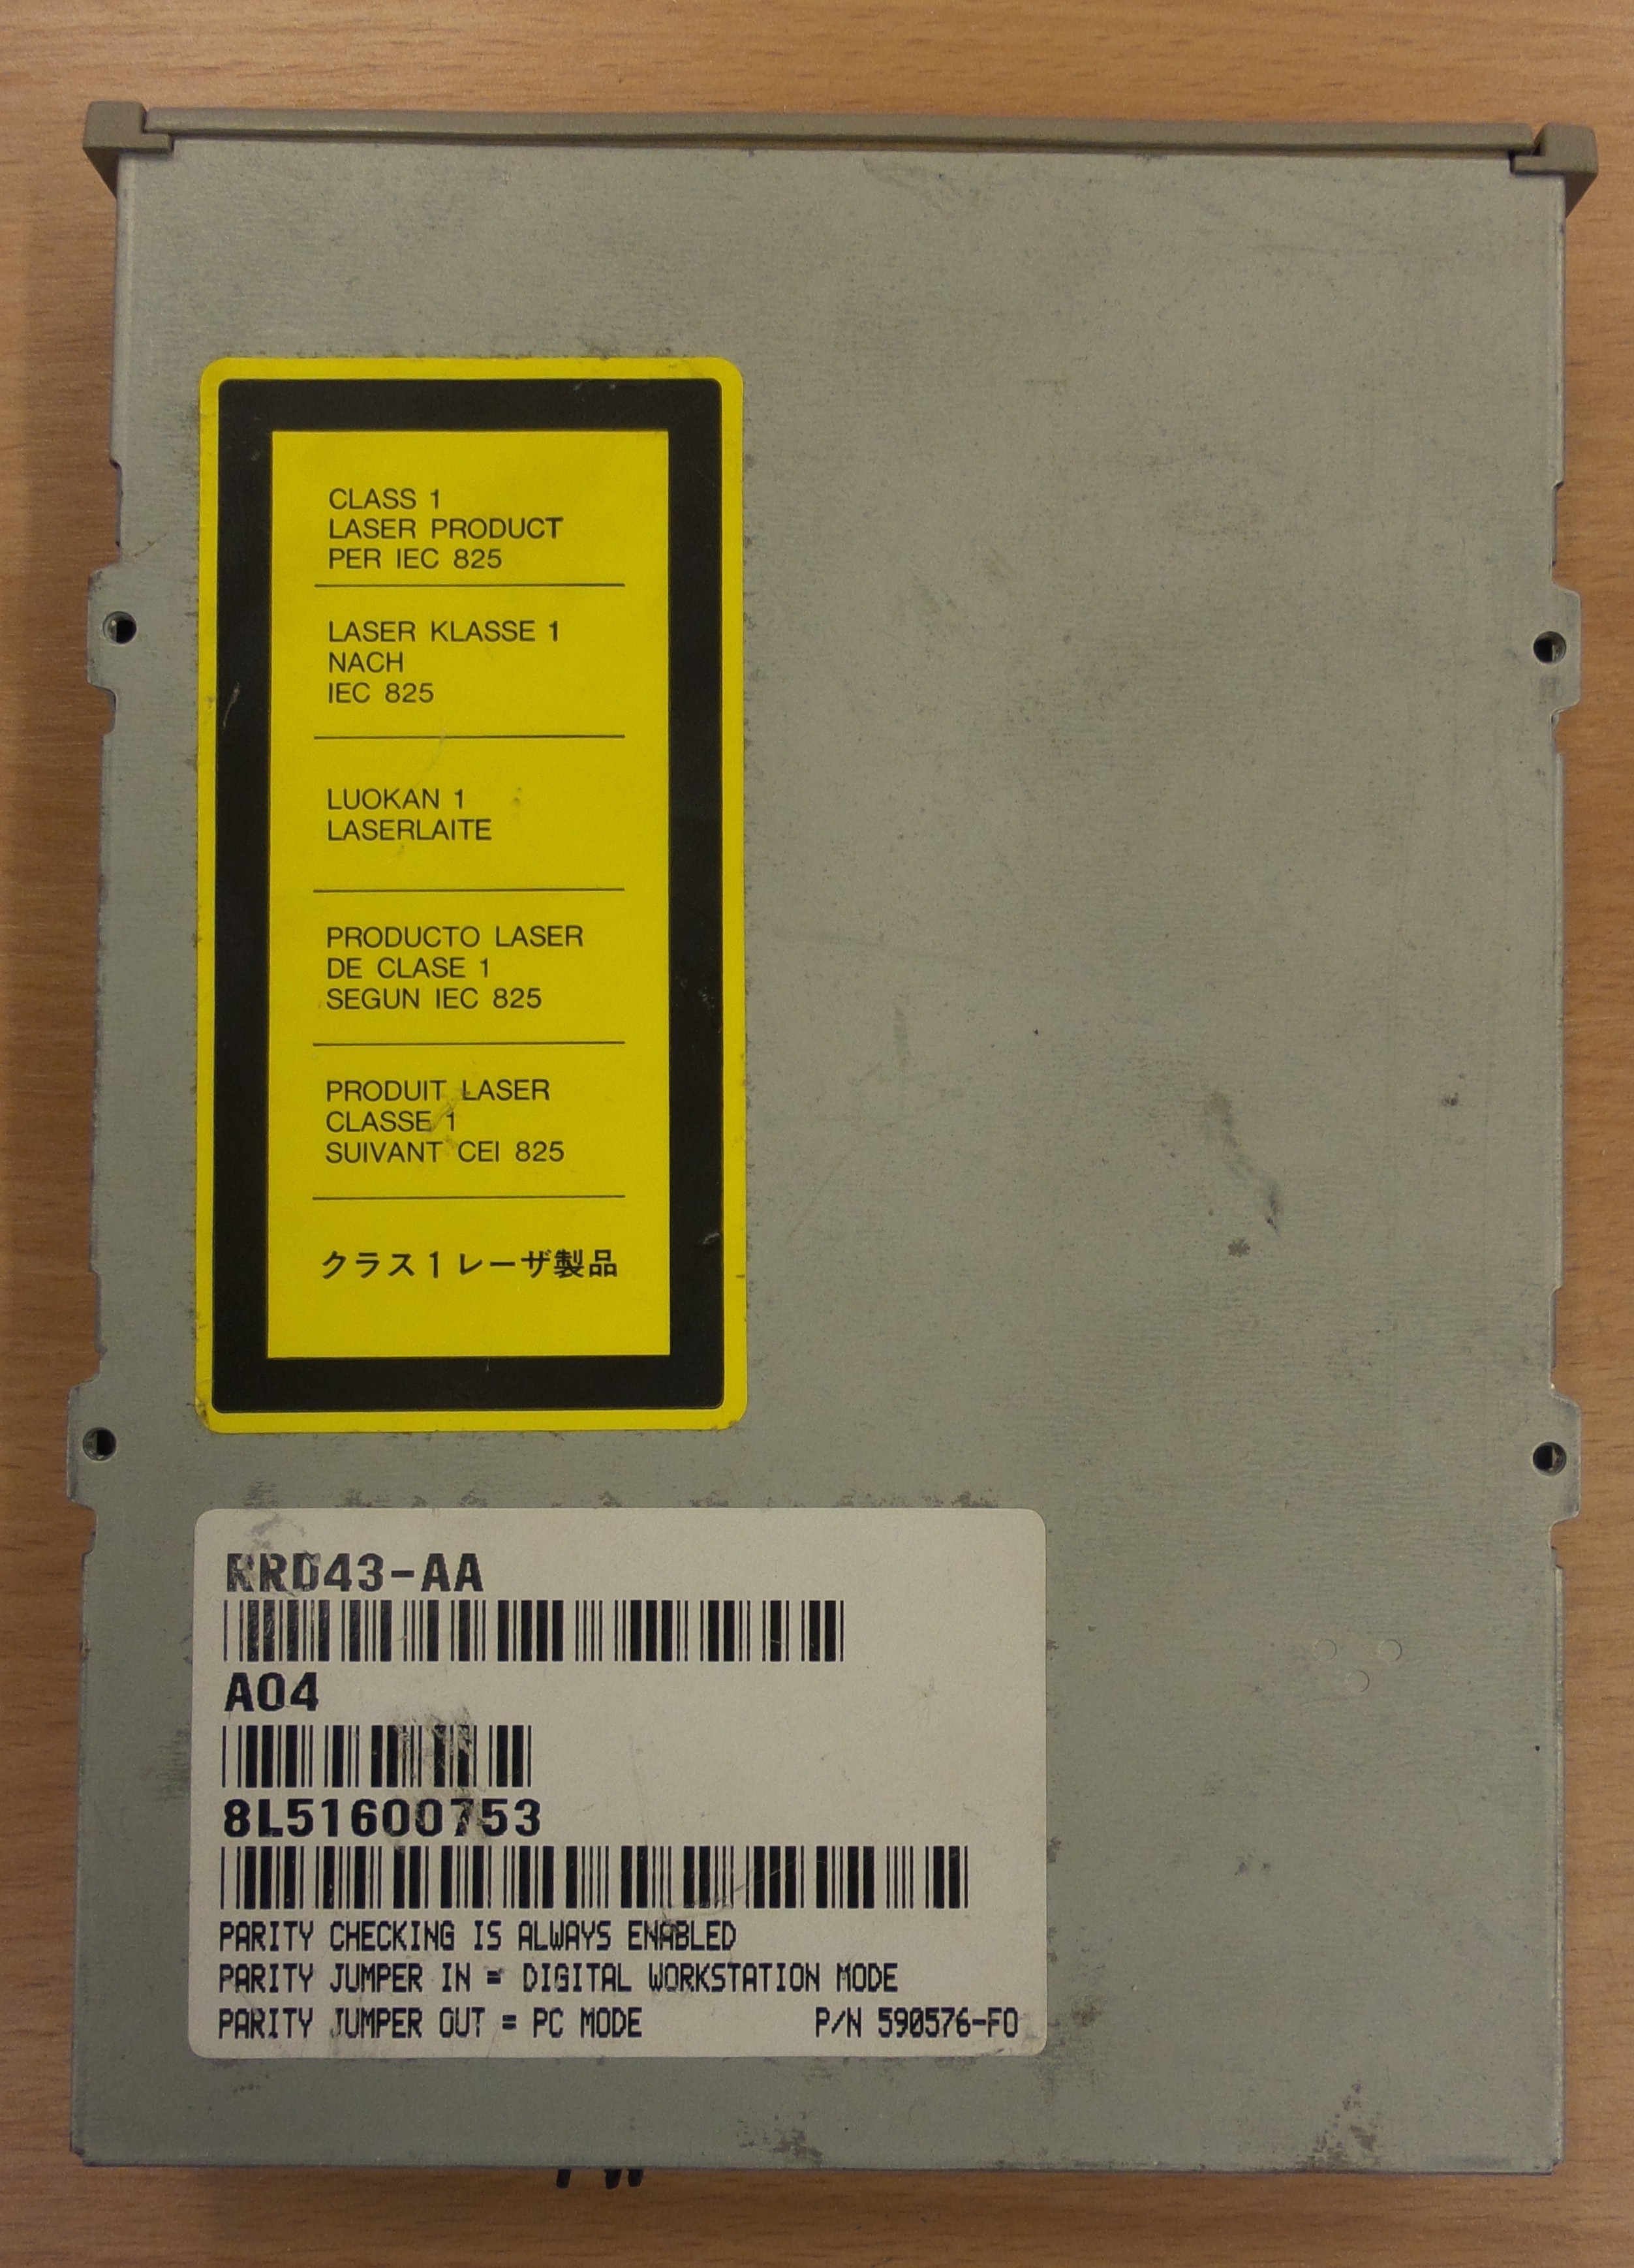 CLASS 1
LASER PRODUCT
PER IEC 825
LASER KLASSE 1
NACH
IEC 825
LUOKAN 1
LASERLAITE
PRODUCTO LASER
DE CLASE 1
SEGUN IEC 825
PRODUIT LASER
CLASSE 1
SUIVANT CEI 825
クラス1レーザ製品
RRD43-AA
A04
8L51600753
PARITY CHECKING IS ALWAYS ENABLED
PARITY JUMPER IN = DIGITAL WORKSTATION MODE
PARITY JUMPER OUT = PC MODE P/N 590576-F0